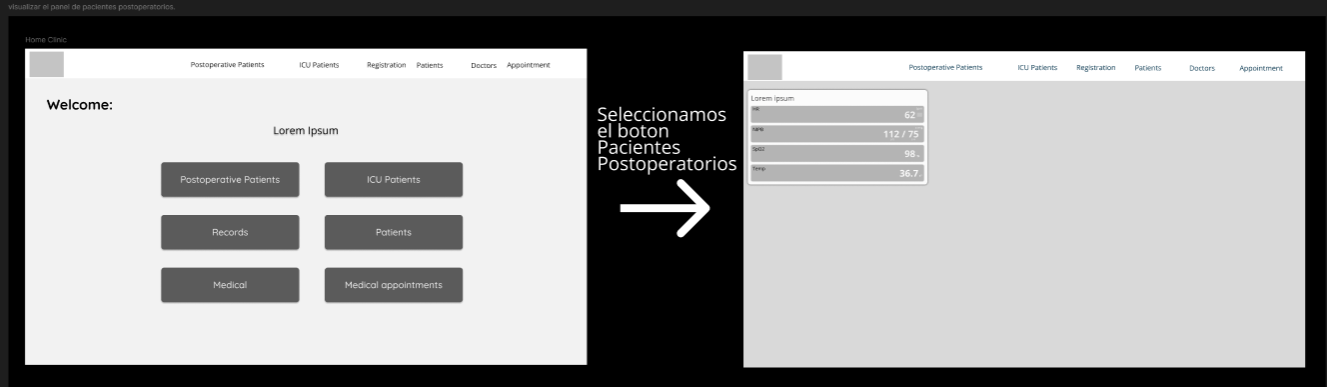 visualizar el panel de pacientes postoperatorios.
Home Clinic
Postoperative Patients ICU Patients Registration Patients Doctors Appointment
Welcome:
Lorem Ipsum
Postoperative Patients ICU Patients
Records Patients
Medical Medical appointments
Seleccionamos
el boton
Pacientes
Postoperatorios
Postoperative Patients ICU Patients Registration Patients Doctors Appointment
Lorem ipsum
HR
62
NIPB
112 / 75
SpO2
98
Temp
36.7